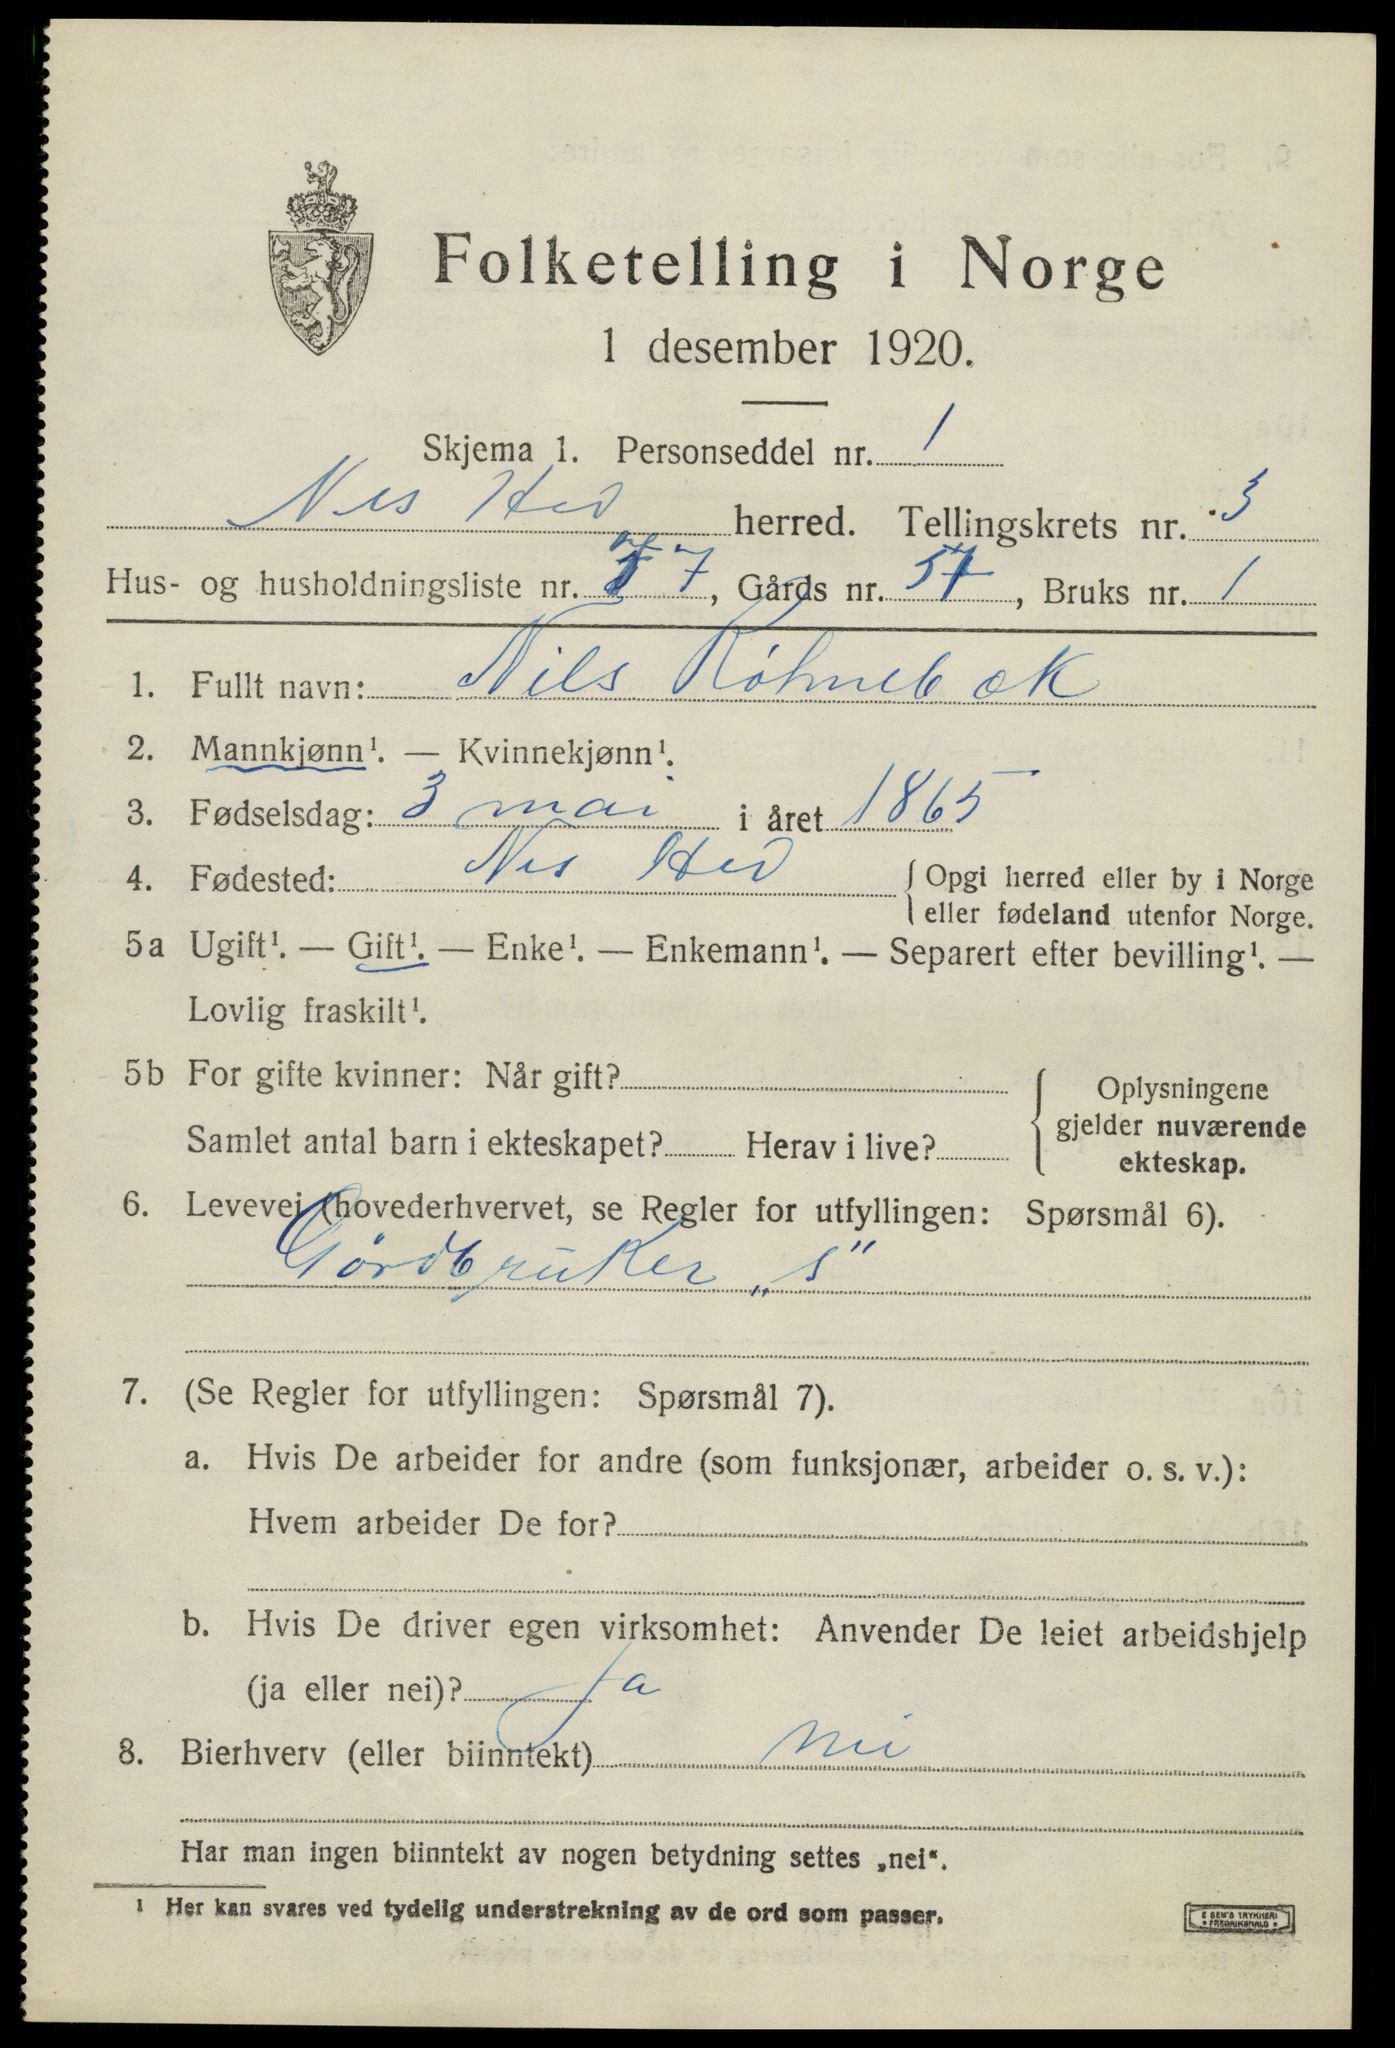 Folketelling i Norge
1 desember 1920.
Skjema 1. Personseddel nr. 1
Nes Hed herred. Tellingskrets nr. 3
Hus- og husholdningsliste nr. 77, Gårds nr. 57, Bruks nr. 1
1. Fullt navn: Nils Røhnebæk
2. Mannkjønn¹. — Kvinnekjønn¹.
3. Fødselsdag: 3 mai i året 1865
4. Fødested: Nes Hed { Opgi herred eller by i Norge
eller fødeland utenfor Norge.
5a Ugift¹. — Gift¹. — Enke¹. — Enkemann¹. — Separert efter bevilling¹. —
Lovlig fraskilt¹.
5b For gifte kvinner: Når gift?
Samlet antal barn i ekteskapet? Herav i live?
{ Oplysningene
gjelder nuværende
ekteskap.
6. Levevei (hovederhvervet, se Regler for utfyllingen: Spørsmål 6).
Gårdbruker „s"
7. (Se Regler for utfyllingen: Spørsmål 7).
a. Hvis De arbeider for andre (som funksjonær, arbeider o. s. v.):
Hvem arbeider De for?
b. Hvis De driver egen virksomhet: Anvender De leiet arbeidshjelp
(ja eller nei)? Ja
8. Bierhverv (eller biinntekt) nei
Har man ingen biinntekt av nogen betydning settes „nei".
¹ Her kan svares ved tydelig understrekning av de ord som passer.
E SEM'S TRYKKERI
FREDRIKSHALD